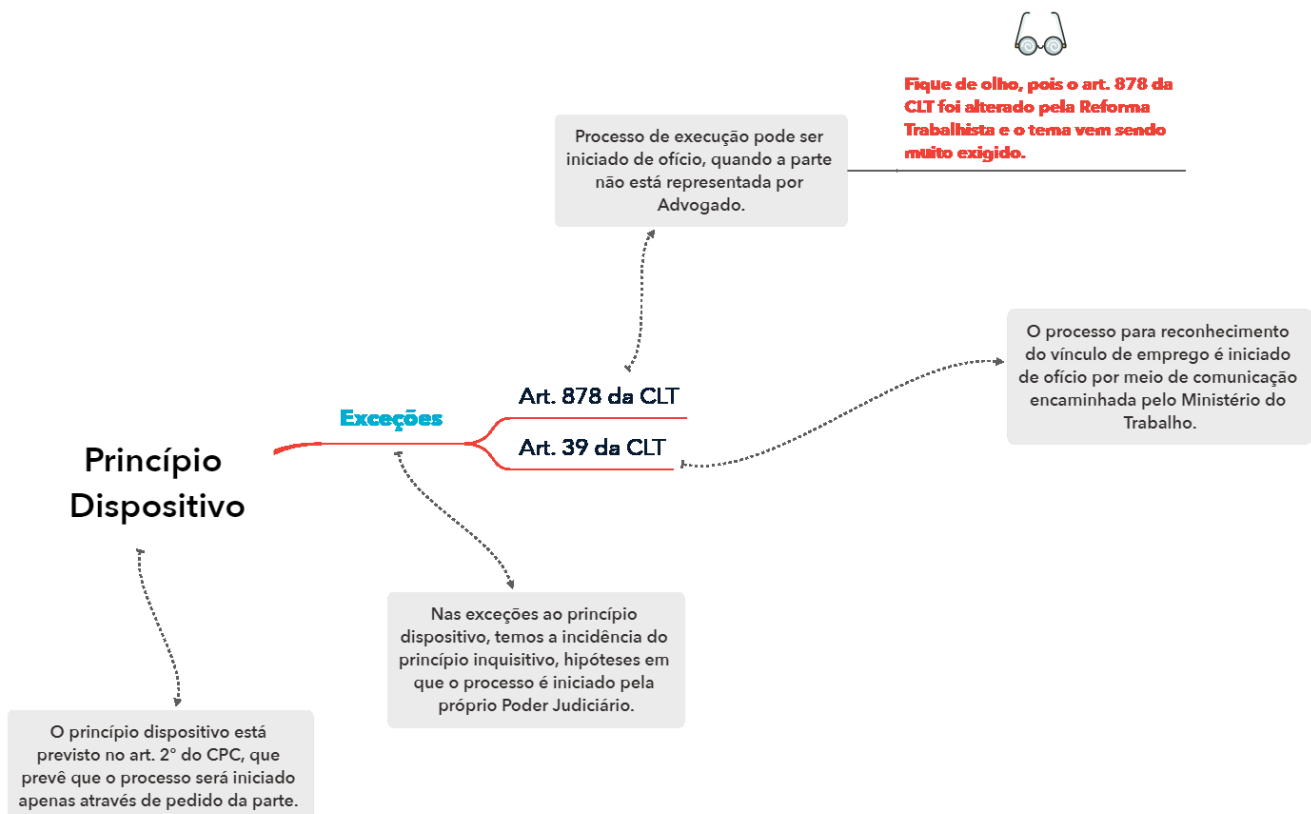 Fique de olho, pois o art. 878 da
CLT foi alterado pela Reforma
Trabalhista e o tema vem sendo
muito exigido.
Processo de execução pode ser
iniciado de ofício, quando a parte
não está representada por
Advogado.
O processo para reconhecimento
do vínculo de emprego é iniciado
de ofício por meio de comunicação
encaminhada pelo Ministério do
Trabalho.
Art. 878 da CLT
Exceções
Art. 39 da CLT
Princípio
Dispositivo
Nas exceções ao princípio
dispositivo, temos a incidência do
princípio inquisitivo, hipóteses em
que o processo é iniciado pela
próprio Poder Judiciário.
O princípio dispositivo está
previsto no art. 2° do CPC, que
prevê que o processo será iniciado
apenas através de pedido da parte.